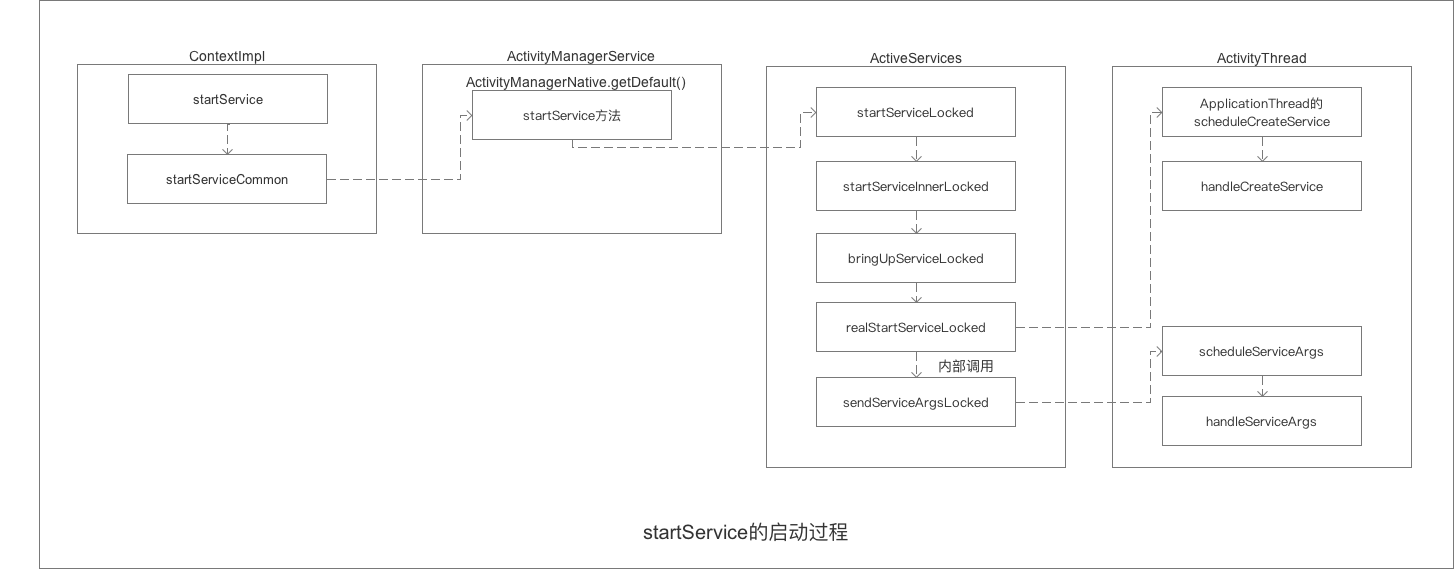 ContextImpl
startService
startServiceCommon
ActivityManagerService
ActivityManagerNative.getDefault()
startService方法
ActiveServices
startServiceLocked
startServiceInnerLocked
bringUpServiceLocked
realStartServiceLocked
内部调用
sendServiceArgsLocked
ActivityThread
ApplicationThread的
scheduleCreateService
handleCreateService
scheduleServiceArgs
handleServiceArgs
startService的启动过程